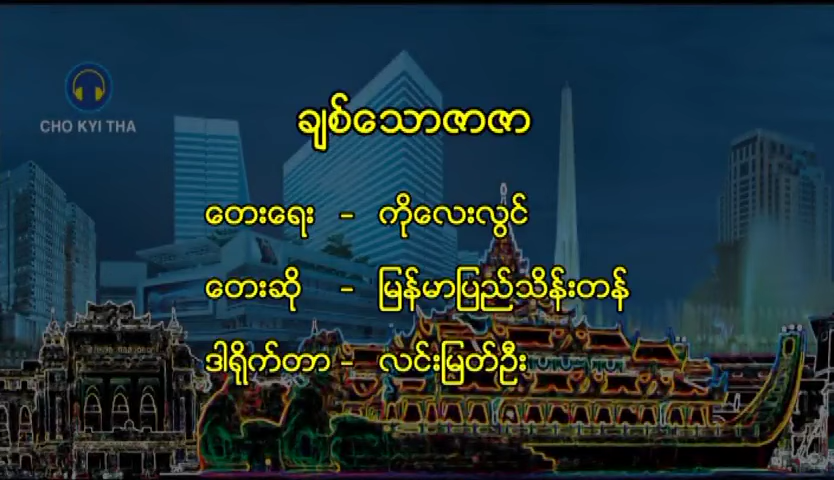 CHO KYI THA
ချစ်သောဇာဇာ
တေးရေး - ကိုလေးလွင်
တေးဆို - မြန်မာပြည်သိန်းတန်
ဒါရိုက်တာ - လင်းမြတ်ဦး